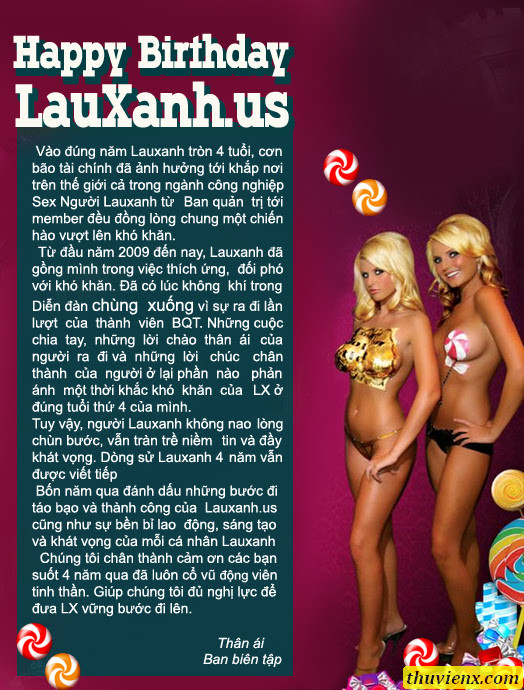 Happy Birthday
LauXanh.us
Vào đúng năm Lauxanh tròn 4 tuổi, cơn
bão tài chính đã ảnh hưởng tới khắp nơi
trên thế giới cả trong ngành công nghiệp
Sex Người Lauxanh từ Ban quản trị tới
member đều đồng lòng chung một chiến
hào vượt lên khó khăn.
Từ đầu năm 2009 đến nay, Lauxanh đã
gồng mình trong việc thích ứng, đối phó
với khó khăn. Đã có lúc không khí trong
Diễn đàn chùng xuống vì sự ra đi lần
lượt của thành viên BQT. Những cuộc
chia tay, những lời chào thân ái của
người ra đi và những lời chúc chân
thành của người ở lại phần nào phản
ánh một thời khắc khó khăn của LX ở
đúng tuổi thứ 4 của mình.
Tuy vậy, người Lauxanh không nao lòng
chùn bước, vẫn tràn trề niềm tin và đầy
khát vọng. Dòng sử Lauxanh 4 năm vẫn
được viết tiếp
Bốn năm qua đánh dấu những bước đi
táo bạo và thành công của Lauxanh.us
cũng như sự bền bỉ lao động, sáng tạo
và khát vọng của mỗi cá nhân Lauxanh
Chúng tôi chân thành cảm ơn các bạn
suốt 4 năm qua đã luôn cổ vũ động viên
tinh thần. Giúp chúng tôi đủ nghị lực để
đưa LX vững bước đi lên.
Thân ái
Ban biên tập
thuvienx.com